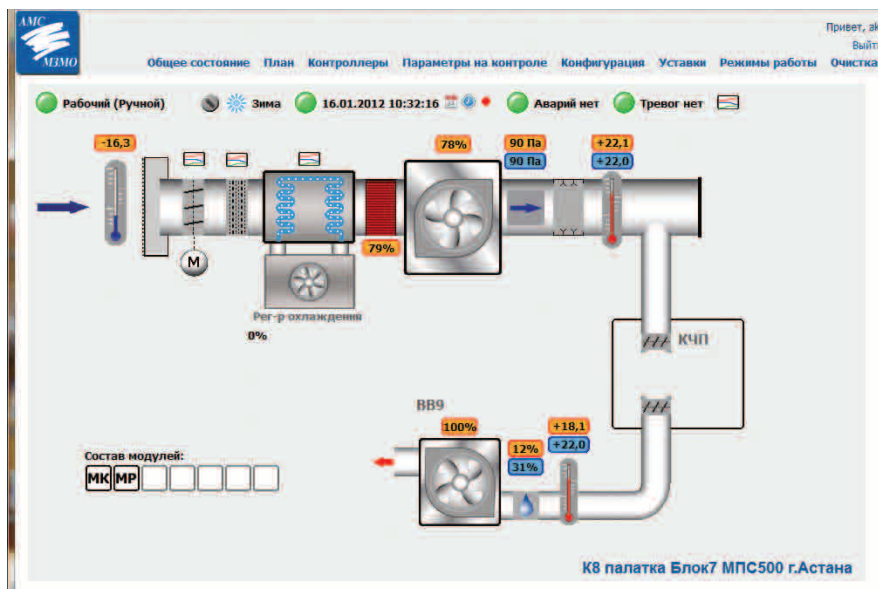 АМС
МЗМО
Привет, ak
Выйти
Общее состояние План Контроллеры Параметры на контроле Конфигурация Уставки Режимы работы Очистка
Рабочий (Ручной) Зима 16.01.2012 10:32:16 Аварий нет Тревог нет
-16,3
78%
90 Па
90 Па
+22,1
+22,0
79%
М
Рег-р охлаждения
0%
КЧП
ВВ9
100%
12%
31%
+18,1
+22,0
Состав модулей:
МК МР
К8 палатка Блок7 МПС500 г.Астана